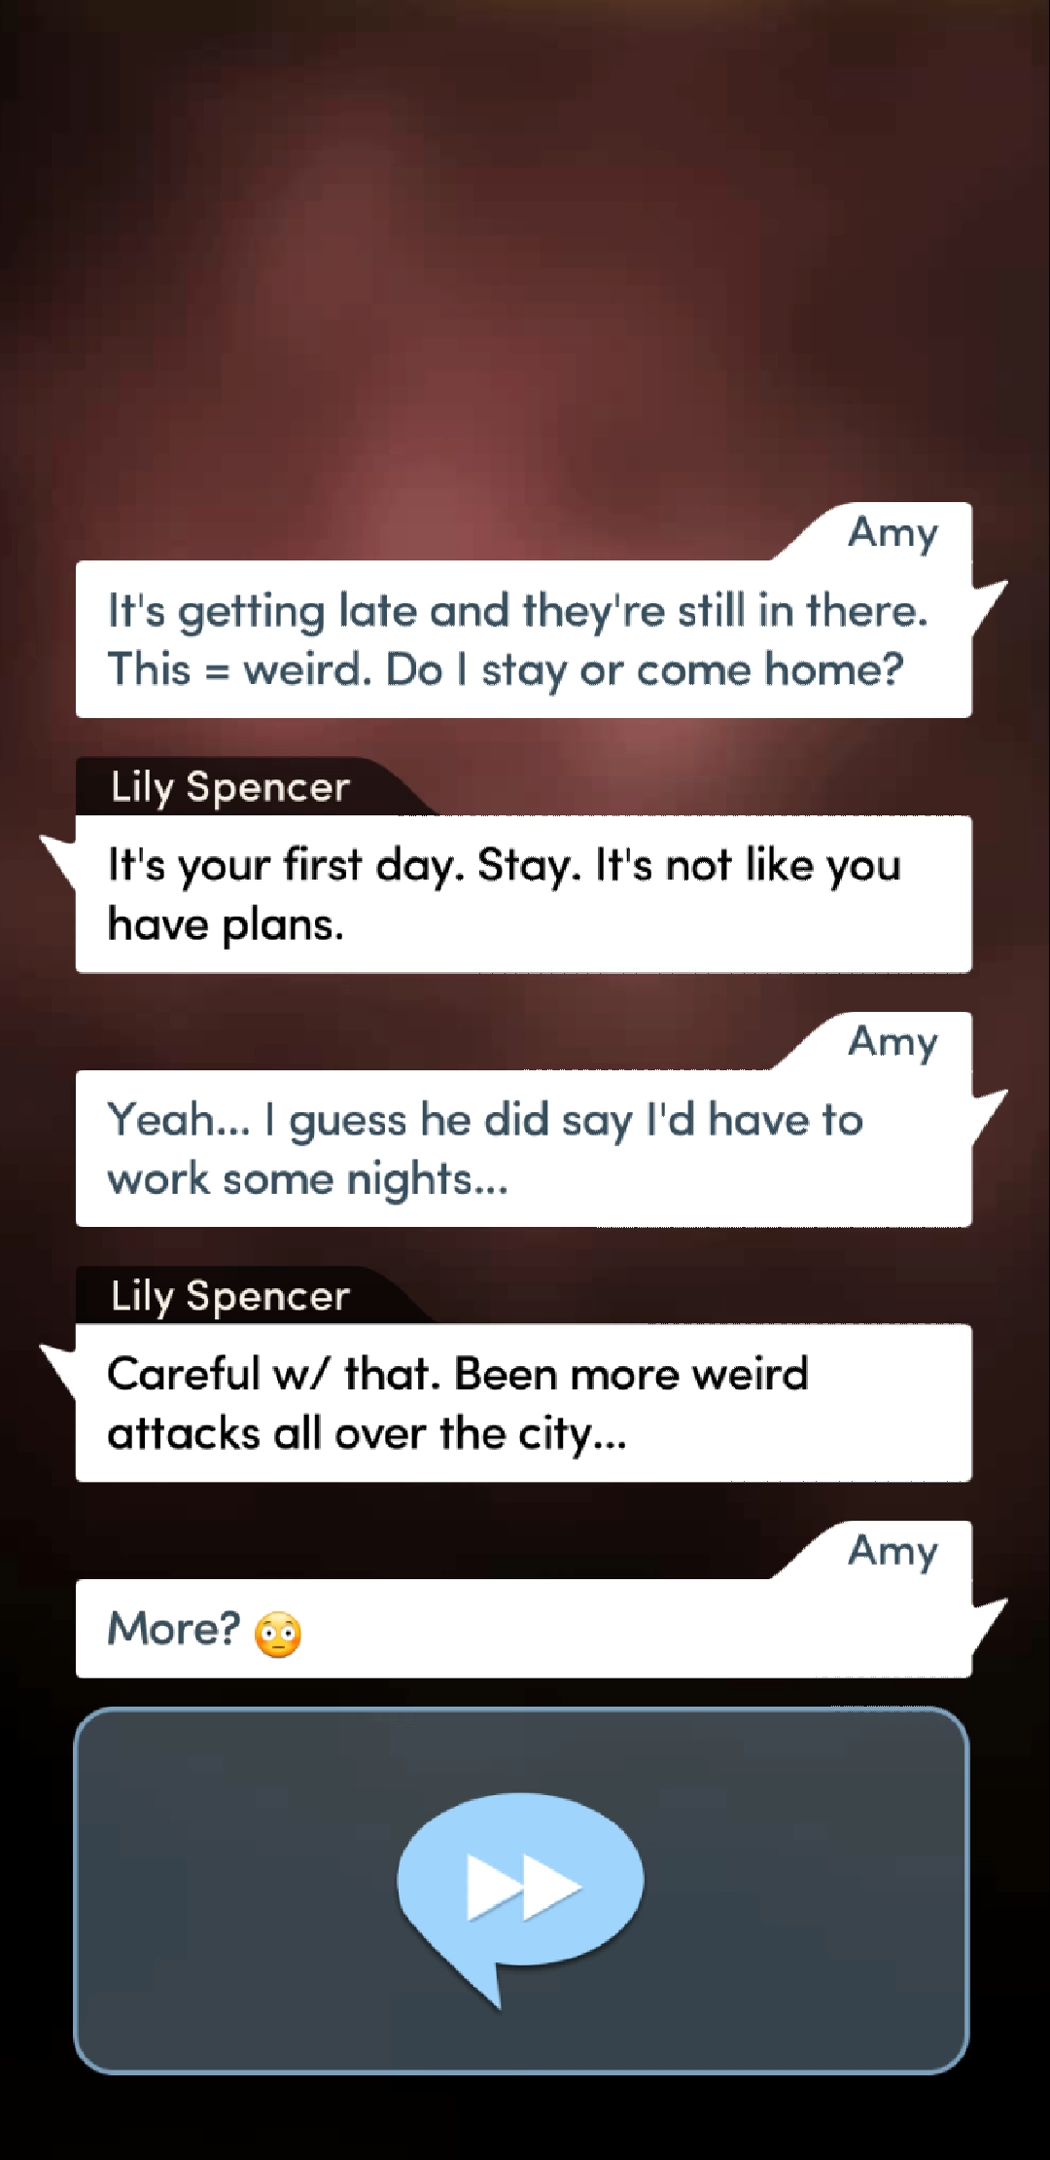 Amy
It's getting late and they're still in there.
This = weird. Do I stay or come home?
Lily Spencer
It's your first day. Stay. It's not like you
have plans.
Amy
Yeah... I guess he did say I'd have to
work some nights...
Lily Spencer
Careful w/ that. Been more weird
attacks all over the city...
Amy
More? 😳